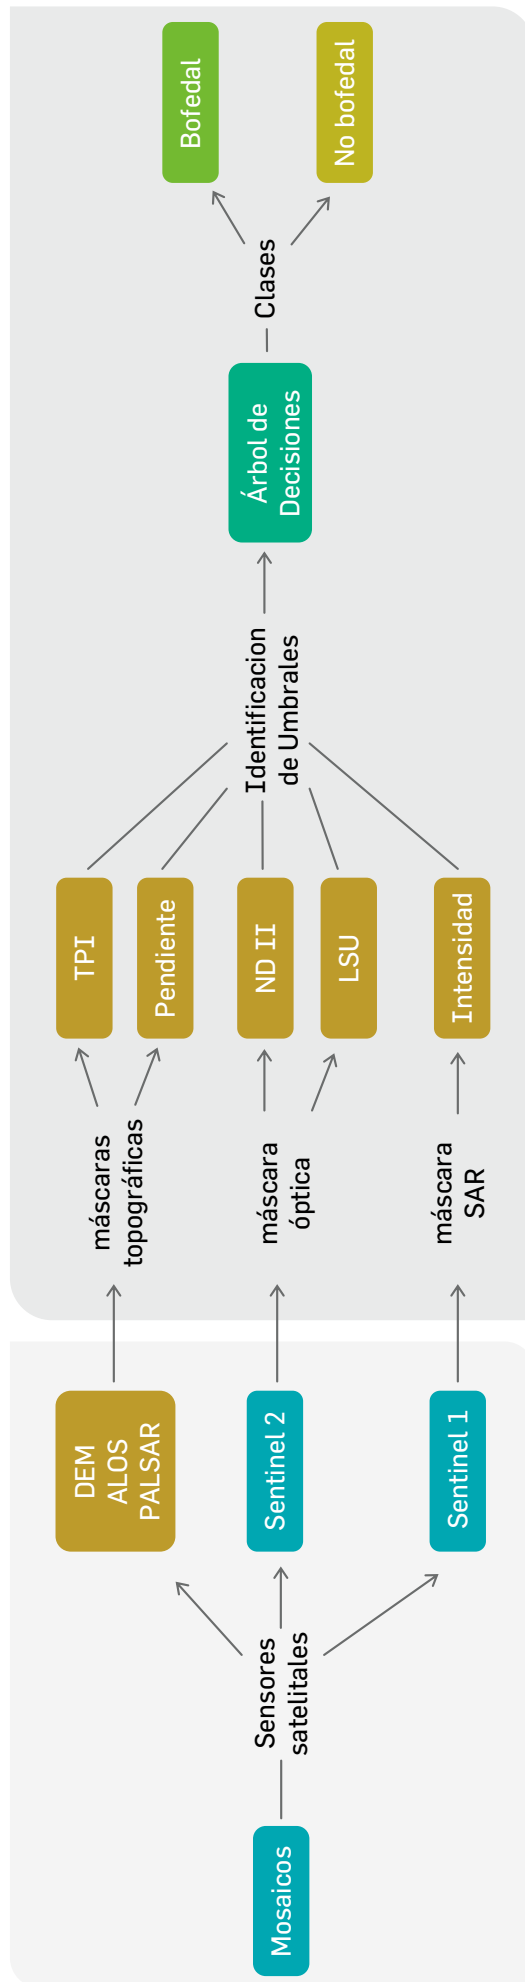 Mosaicos
Sensores
satelitales
DEM
ALOS
PALSAR
Sentinel 2
Sentinel 1
máscaras
topográficas
máscara
óptica
máscara
SAR
TPI
Pendiente
ND II
LSU
Intensidad
Identificacion
de Umbrales
Árbol de
Decisiones
Clases
Bofedal
No bofedal